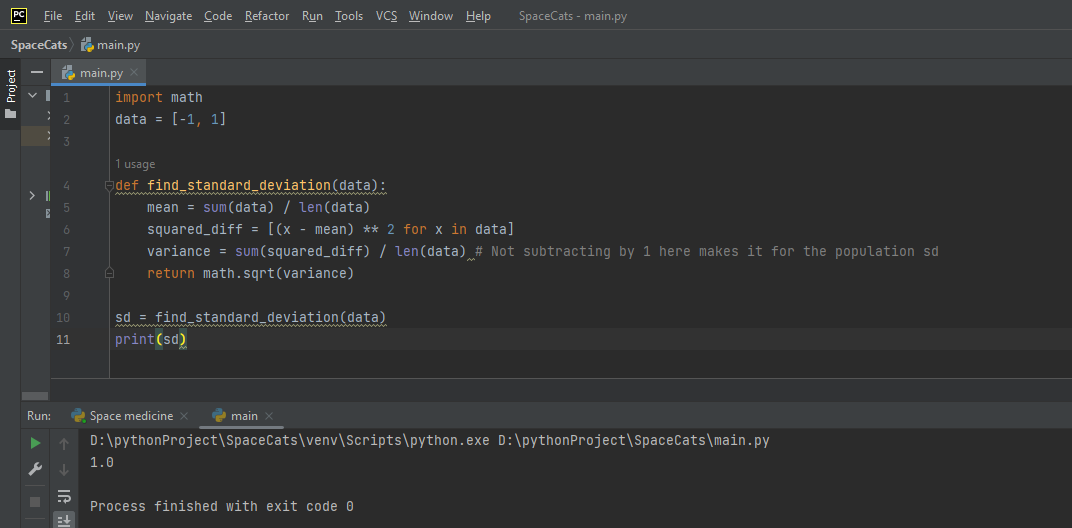 PC File Edit View Navigate Code Refactor Run Tools VCS Window Help SpaceCats - main.py
SpaceCats main.py
Project
main.py
1 import math
2 data = [-1, 1]
3
1 usage
4 def find_standard_deviation(data):
5 mean = sum(data) / len(data)
6 squared_diff = [(x - mean) ** 2 for x in data]
7 variance = sum(squared_diff) / len(data) # Not subtracting by 1 here makes it for the population sd
8 return math.sqrt(variance)
9
10 sd = find_standard_deviation(data)
11 print(sd)
Run: Space medicine main
D:\pythonProject\SpaceCats\venv\Scripts\python.exe D:\pythonProject\SpaceCats\main.py
1.0
Process finished with exit code 0